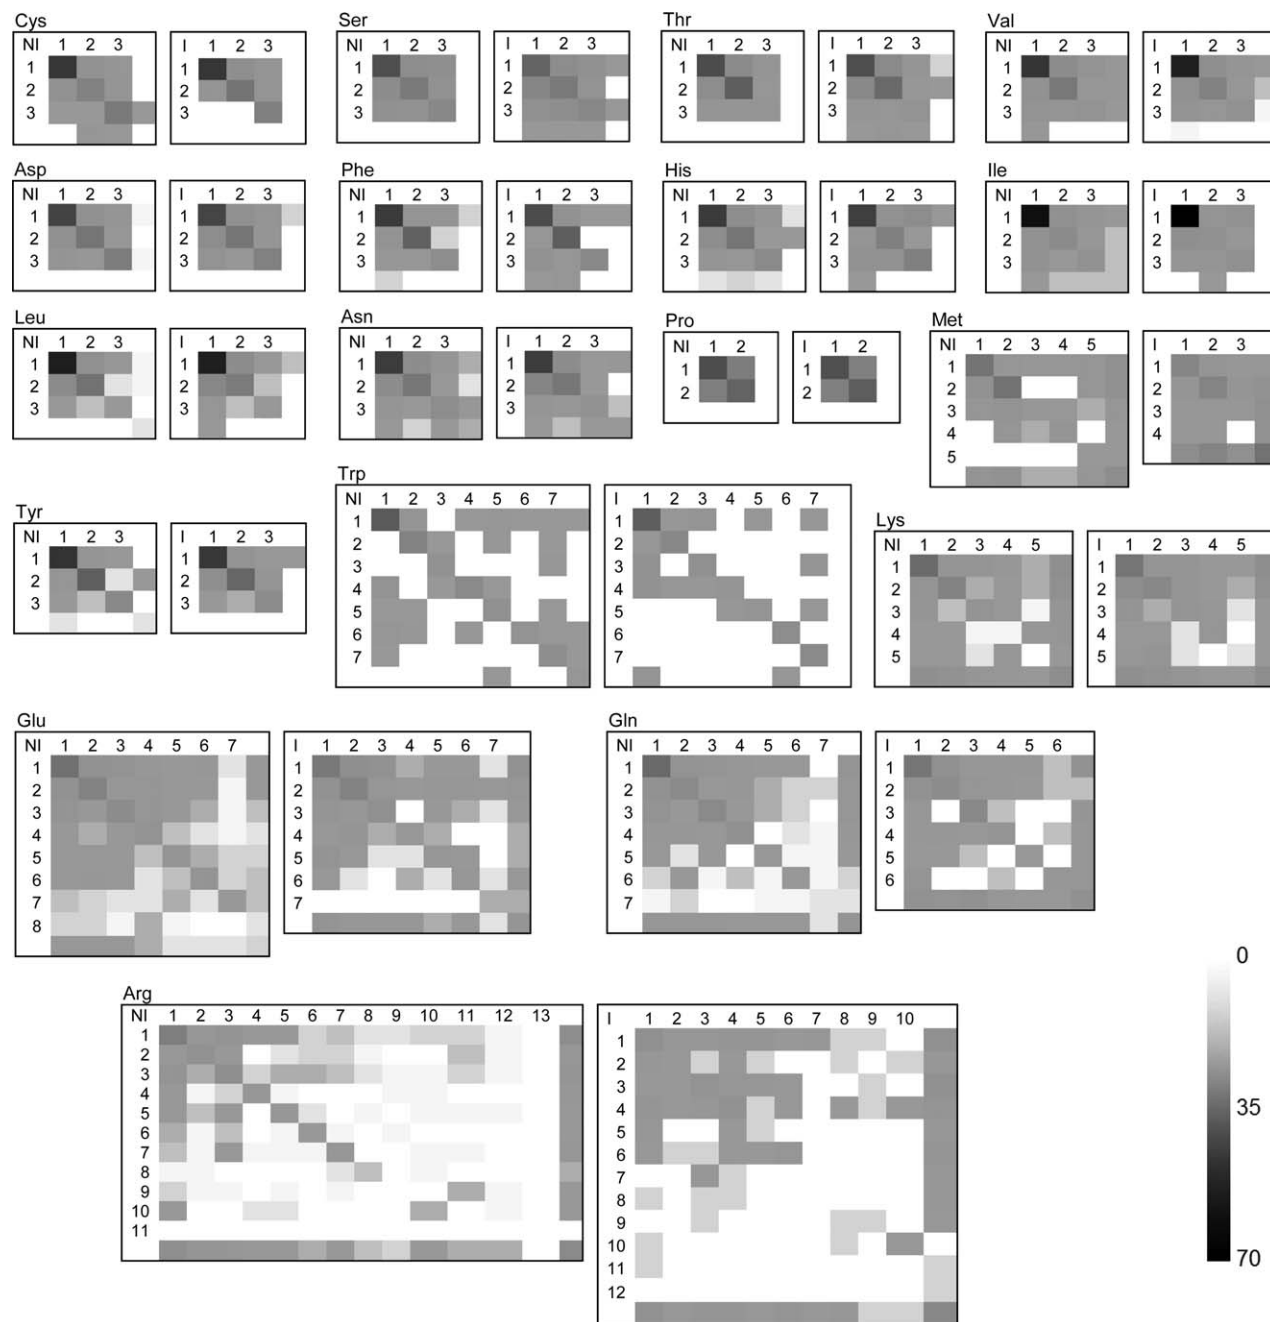 Cys Ser Thr Val
NI 1 2 3 I 1 2 3 NI 1 2 3 I 1 2 3 NI 1 2 3 I 1 2 3 NI 1 2 3 I 1 2 3
1 1 1 1 1 1 1 1
2 2 2 2 2 2 2 2
3 3 3 3 3 3 3 3
Asp Phe His Ile
NI 1 2 3 I 1 2 3 NI 1 2 3 I 1 2 3 NI 1 2 3 I 1 2 3 NI 1 2 3 I 1 2 3
1 1 1 1 1 1 1 1
2 2 2 2 2 2 2 2
3 3 3 3 3 3 3 3
Leu Asn Pro Met
NI 1 2 3 I 1 2 3 NI 1 2 3 I 1 2 3 NI 1 2 I 1 2 NI 1 2 3 4 5 I 1 2 3
1 1 1 1 1 1 1 1
2 2 2 2 2 2 2 2
3 3 3 3 3 3
4 4
5
Trp
NI 1 2 3 4 5 6 7 I 1 2 3 4 5 6 7
1 1
2 2
3 3
4 4
5 5
6 6
7 7
Tyr
NI 1 2 3 I 1 2 3
1 1
2 2
3 3
Lys
NI 1 2 3 4 5 I 1 2 3 4 5
1 1
2 2
3 3
4 4
5 5
Glu Gln
NI 1 2 3 4 5 6 7 I 1 2 3 4 5 6 7 NI 1 2 3 4 5 6 7 I 1 2 3 4 5 6
1 1 1 1
2 2 2 2
3 3 3 3
4 4 4 4
5 5 5 5
6 6 6 6
7 7 7
8
Arg
NI 1 2 3 4 5 6 7 8 9 10 11 12 13 I 1 2 3 4 5 6 7 8 9 10
1 1
2 2
3 3
4 4
5 5
6 6
7 7
8 8
9 9
10 10
11 11
12
0
35
70